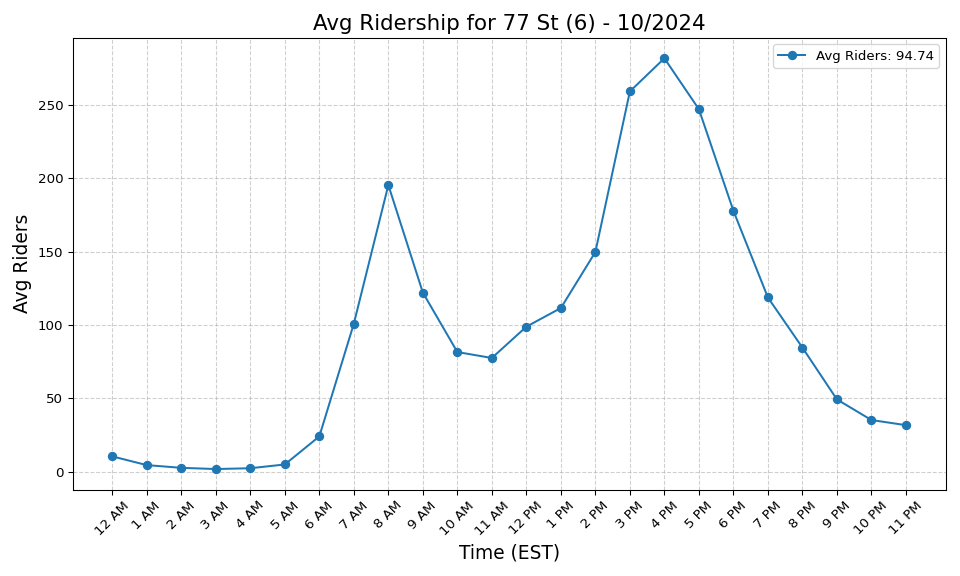 Avg Ridership for 77 St (6) - 10/2024
Avg Riders: 94.74
Avg Riders
250
200
150
100
50
0
12 AM
1 AM
2 AM
3 AM
4 AM
5 AM
6 AM
7 AM
8 AM
9 AM
10 AM
11 AM
12 PM
1 PM
2 PM
3 PM
4 PM
5 PM
6 PM
7 PM
8 PM
9 PM
10 PM
11 PM
Time (EST)